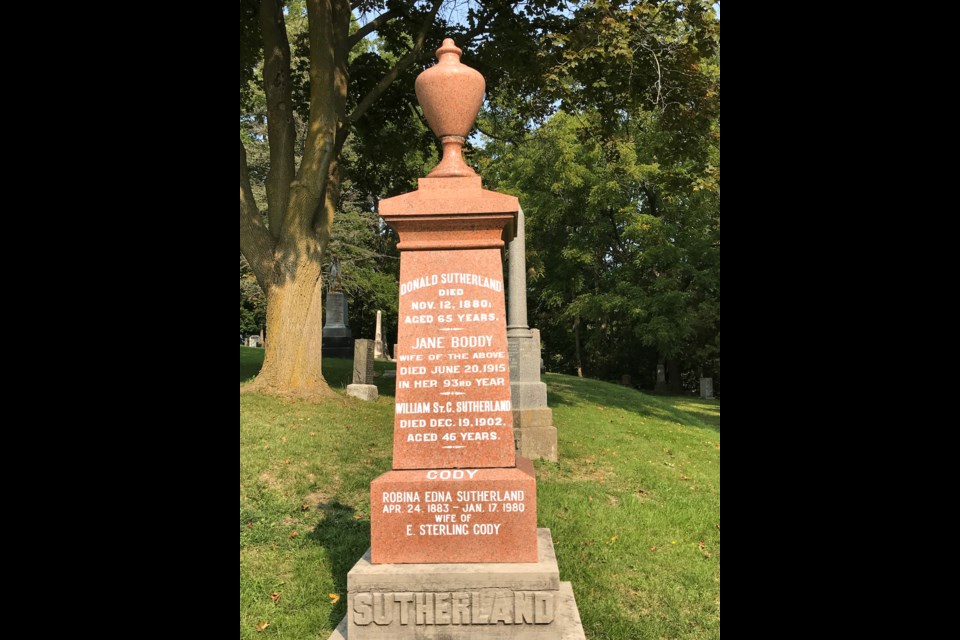 DONALD SUTHERLAND
DIED
NOV. 12, 1880;
AGED 65 YEARS.
JANE BODDY
WIFE OF THE ABOVE
DIED JUNE 20, 1915
IN HER 93RD YEAR
WILLIAM ST. C. SUTHERLAND
DIED DEC. 19, 1902,
AGED 46 YEARS.
CODY
ROBINA EDNA SUTHERLAND
APR. 24, 1883 – JAN. 17, 1980
WIFE OF
E. STERLING CODY
SUTHERLAND